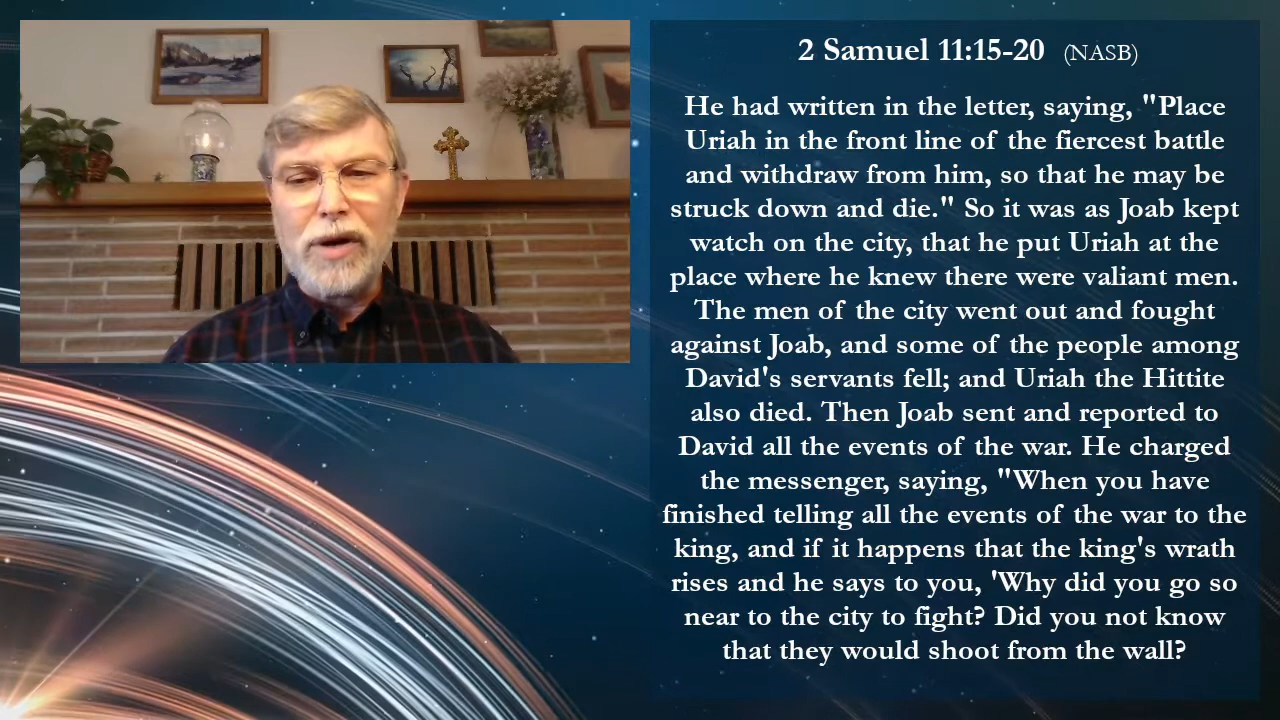 2 Samuel 11:15-20 (NASB)
He had written in the letter, saying, "Place
Uriah in the front line of the fiercest battle
and withdraw from him, so that he may be
struck down and die." So it was as Joab kept
watch on the city, that he put Uriah at the
place where he knew there were valiant men.
The men of the city went out and fought
against Joab, and some of the people among
David's servants fell; and Uriah the Hittite
also died. Then Joab sent and reported to
David all the events of the war. He charged
the messenger, saying, "When you have
finished telling all the events of the war to the
king, and if it happens that the king's wrath
rises and he says to you, 'Why did you go so
near to the city to fight? Did you not know
that they would shoot from the wall?